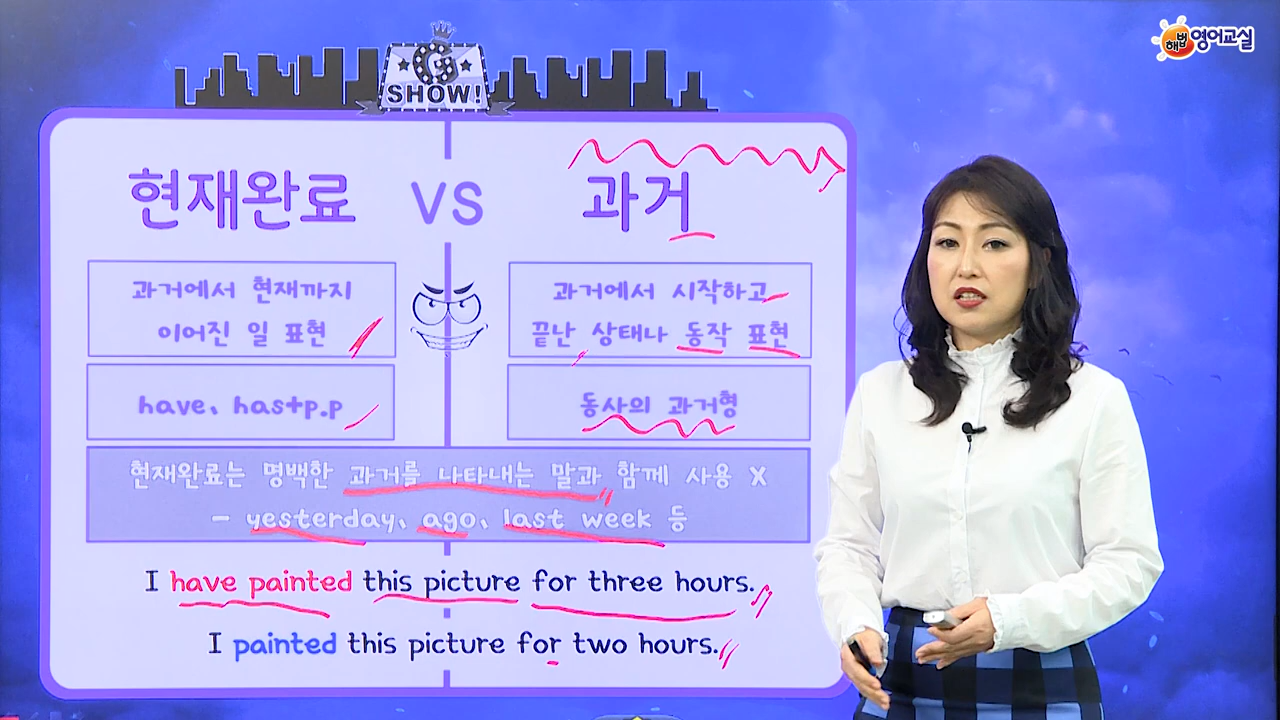 해법 영어교실
G
SHOW!
현재완료 VS 과거
과거에서 현재까지
이어진 일 표현
과거에서 시작하고
끝난 상태나 동작 표현
have, has+p.p
동사의 과거형
현재완료는 명백한 과거를 나타내는 말과 함께 사용 X
- yesterday, ago, last week 등
I have painted this picture for three hours.
I painted this picture for two hours.